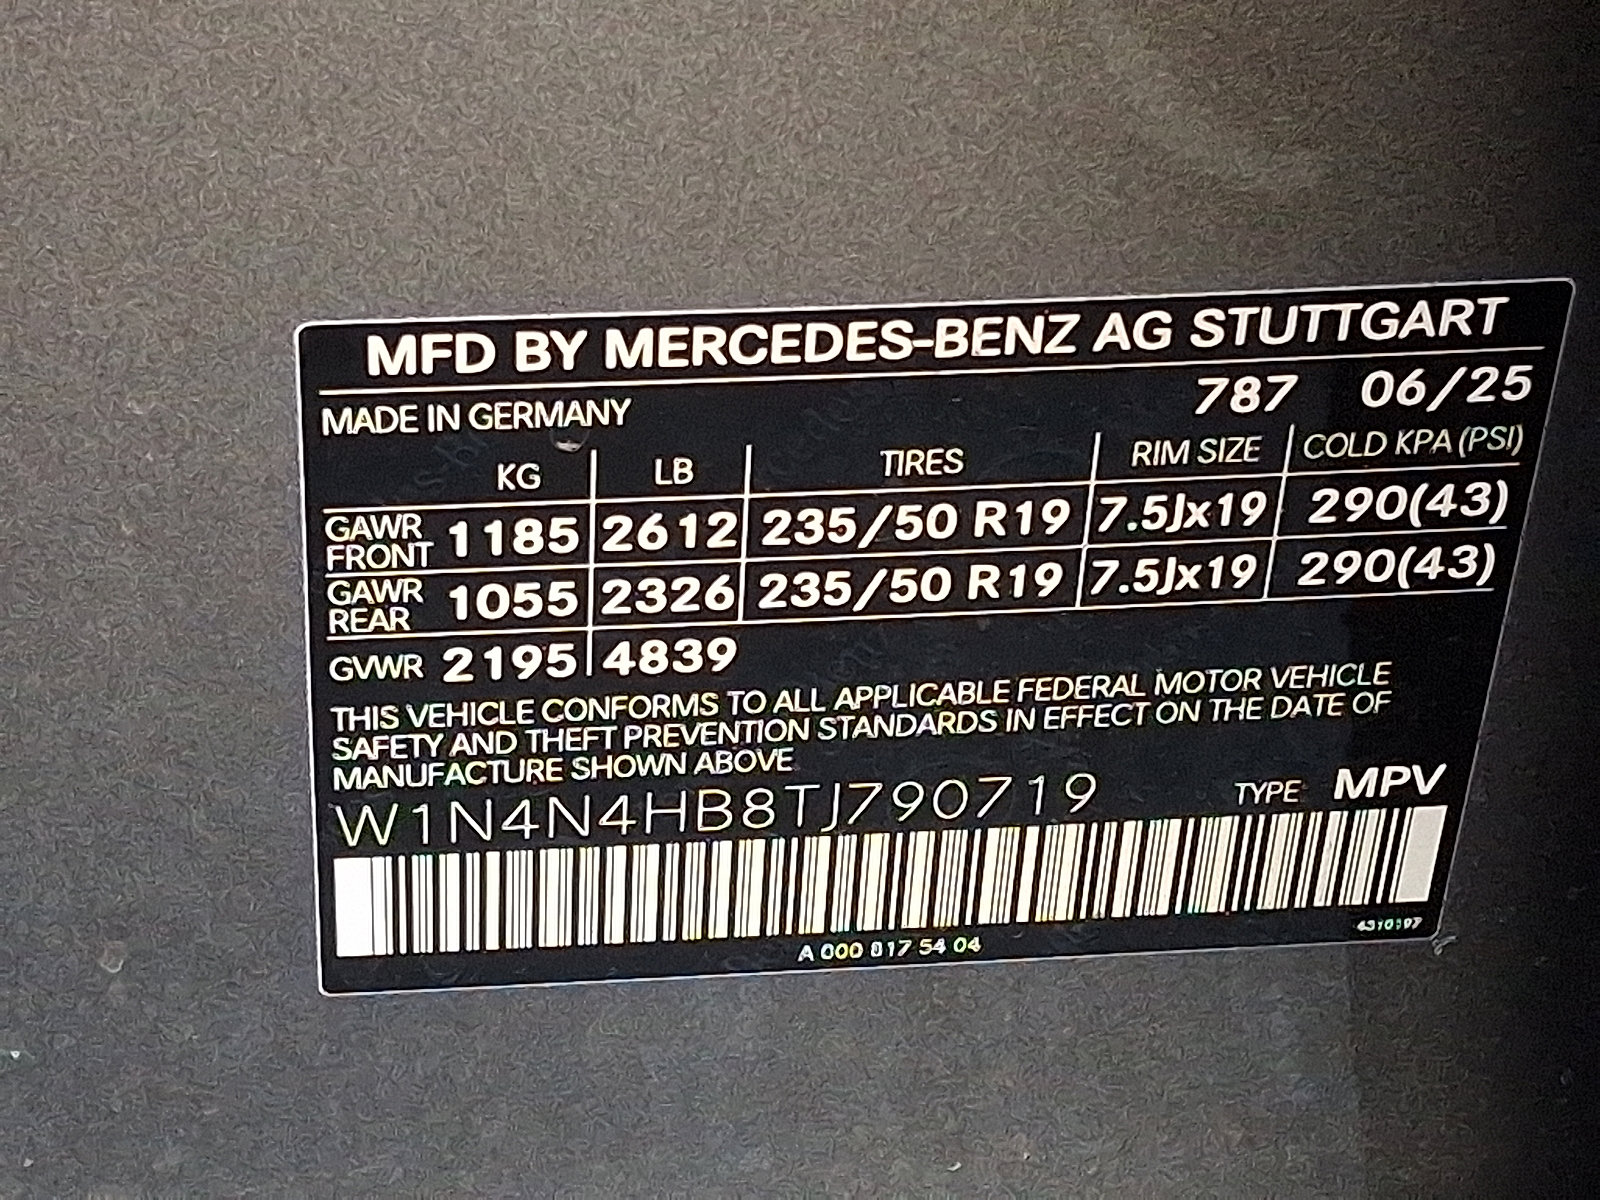 MFD BY MERCEDES-BENZ AG STUTTGART
MADE IN GERMANY 787 06/25
KG LB TIRES RIM SIZE COLD KPA (PSI)
GAWR FRONT 1185 2612 235/50 R19 7.5Jx19 290(43)
GAWR REAR 1055 2326 235/50 R19 7.5Jx19 290(43)
GVWR 2195 4839
THIS VEHICLE CONFORMS TO ALL APPLICABLE FEDERAL MOTOR VEHICLE
SAFETY AND THEFT PREVENTION STANDARDS IN EFFECT ON THE DATE OF
MANUFACTURE SHOWN ABOVE
W1N4N4HB8TJ790719 TYPE MPV
A 000 817 54 04